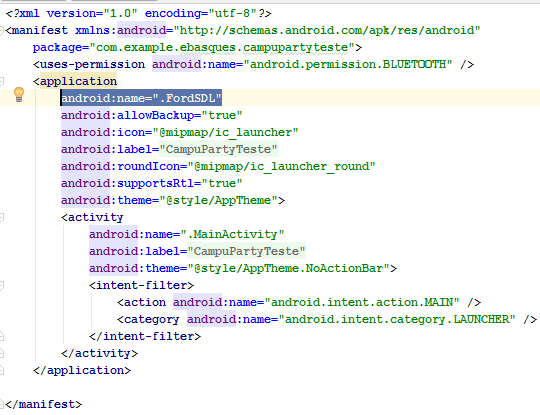 <?xml version="1.0" encoding="utf-8"?>
<manifest xmlns:android="http://schemas.android.com/apk/res/android"
    package="com.example.ebasques.campupartyteste">
    <uses-permission android:name="android.permission.BLUETOOTH" />
    <application
        android:name=".FordSDL"
        android:allowBackup="true"
        android:icon="@mipmap/ic_launcher"
        android:label="CampuPartyTeste"
        android:roundIcon="@mipmap/ic_launcher_round"
        android:supportsRtl="true"
        android:theme="@style/AppTheme">
        <activity
            android:name=".MainActivity"
            android:label="CampuPartyTeste"
            android:theme="@style/AppTheme.NoActionBar">
            <intent-filter>
                <action android:name="android.intent.action.MAIN" />
                <category android:name="android.intent.category.LAUNCHER" />
            </intent-filter>
        </activity>
    </application>

</manifest>